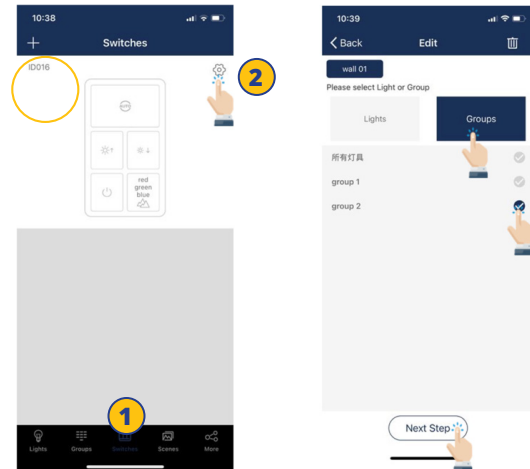 10:38
Switches
ID016
2
red
green
blue
1
Lights
Groups
Switches
Scenes
More
10:39
Back
Edit
wall 01
Please select Light or Group
Lights
Groups
所有灯具
group 1
group 2
Next Step